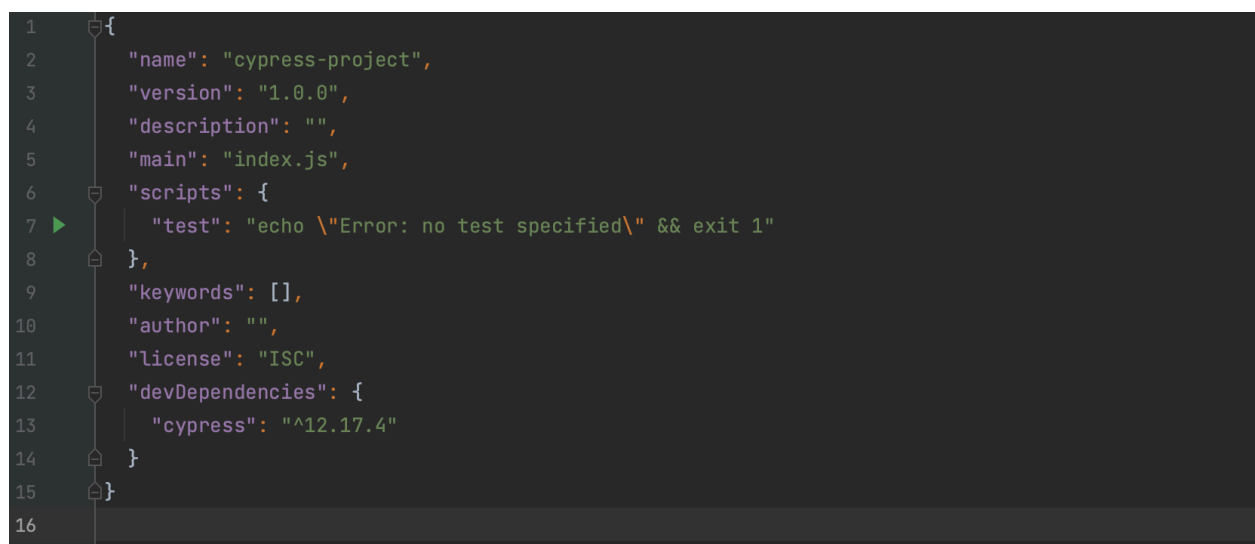 1 {
2 "name": "cypress-project",
3 "version": "1.0.0",
4 "description": "",
5 "main": "index.js",
6 "scripts": {
7 "test": "echo \"Error: no test specified\" && exit 1"
8 },
9 "keywords": [],
10 "author": "",
11 "license": "ISC",
12 "devDependencies": {
13 "cypress": "^12.17.4"
14 }
15 }
16